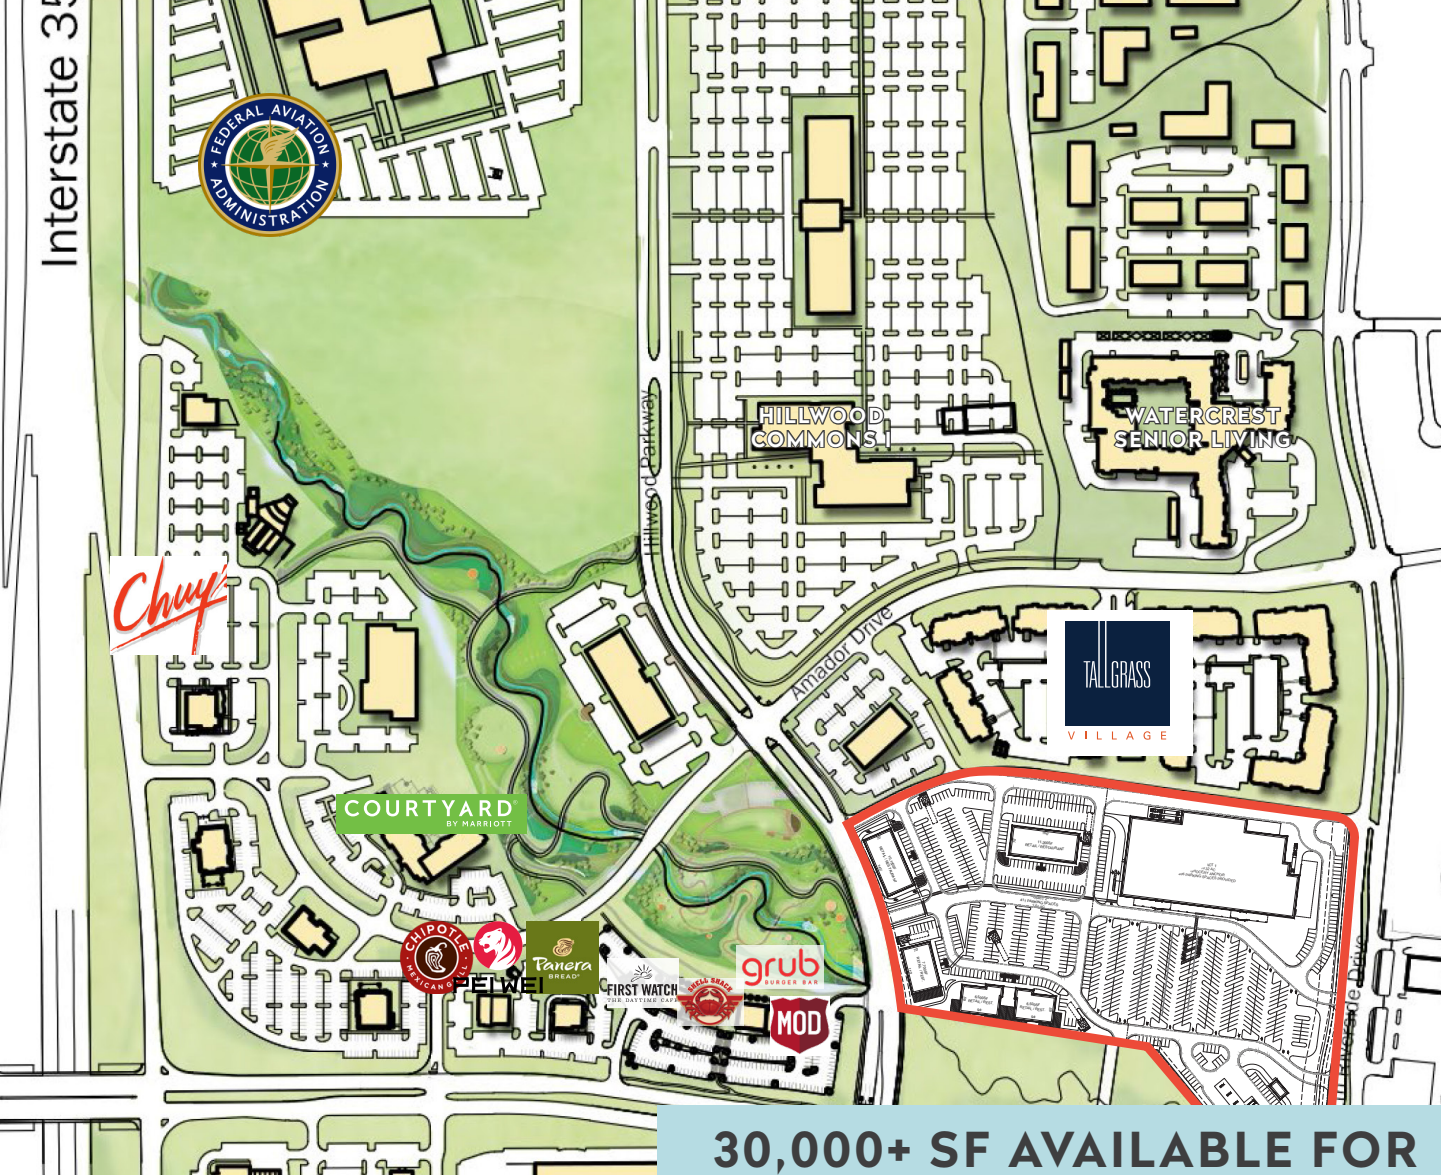 Interstate 35
FEDERAL AVIATION
ADMINISTRATION
Hillwood Parkway
HILLWOOD
COMMONS I
WATERCREST
SENIOR LIVING
Chuy's
Amador Drive
TALLGRASS
VILLAGE
COURTYARD
BY MARRIOTT
CHIPOTLE
MEXICAN GRILL
PEI WEI
Panera
BREAD
FIRST WATCH
THE DAYTIME CAFE
SHELL SHACK
grub
BURGER BAR
MOD
Riverside Drive
30,000+ SF AVAILABLE FOR